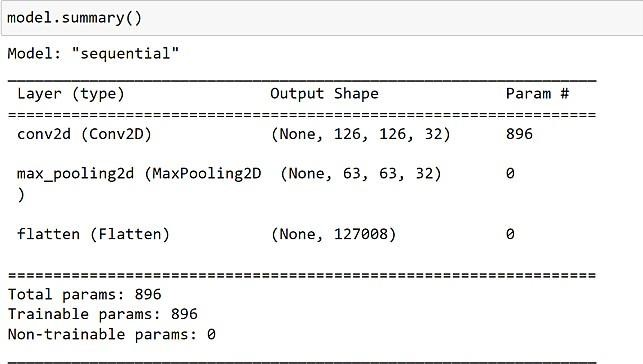 model.summary()
Model: "sequential"
_________________________________________________________________
Layer (type) Output Shape Param #
=================================================================
conv2d (Conv2D) (None, 126, 126, 32) 896
max_pooling2d (MaxPooling2D (None, 63, 63, 32) 0
)
flatten (Flatten) (None, 127008) 0
=================================================================
Total params: 896
Trainable params: 896
Non-trainable params: 0
_________________________________________________________________